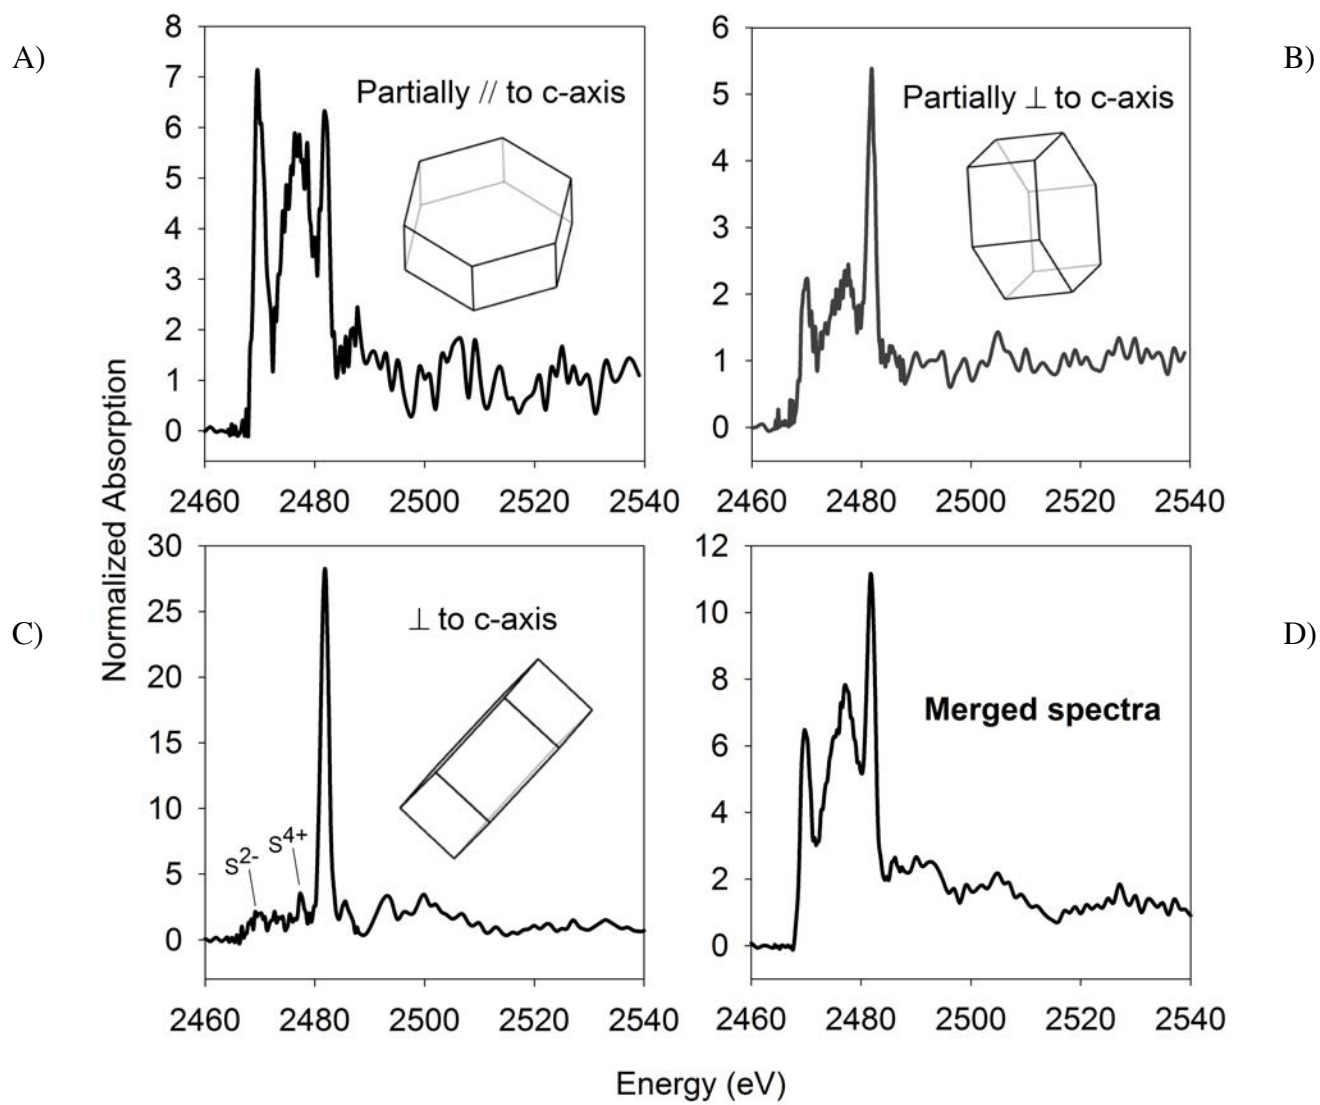 A)
8
7
6
5
4
3
2
1
0
Partially // to c-axis
2460 2480 2500 2520 2540
B)
6
5
4
3
2
1
0
Partially ⊥ to c-axis
2460 2480 2500 2520 2540
Normalized Absorption
C)
30
25
20
15
10
5
0
⊥ to c-axis
S2-
S4+
2460 2480 2500 2520 2540
D)
12
10
8
6
4
2
0
Merged spectra
2460 2480 2500 2520 2540
Energy (eV)